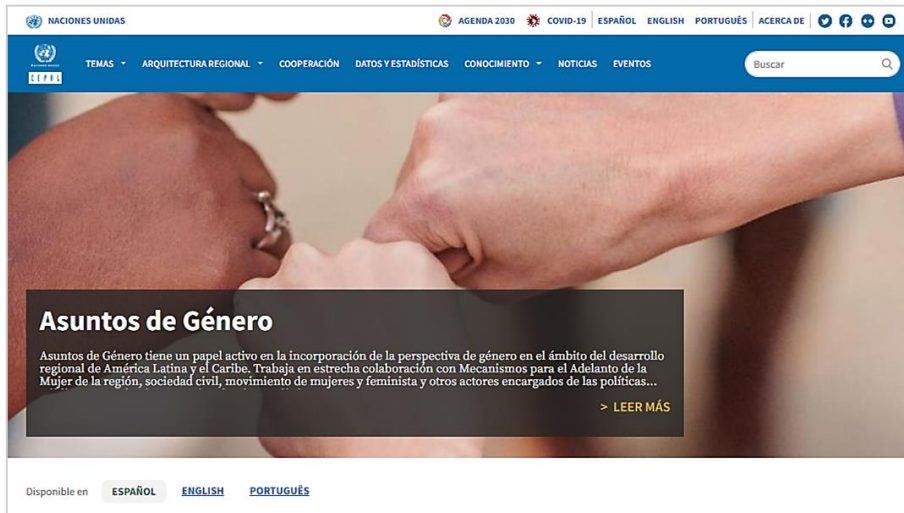 NACIONES UNIDAS
AGENDA 2030 COVID-19 ESPAÑOL ENGLISH PORTUGUÊS ACERCA DE
CEPAL
TEMAS ARQUITECTURA REGIONAL COOPERACIÓN DATOS Y ESTADÍSTICAS CONOCIMIENTO NOTICIAS EVENTOS
Buscar
Asuntos de Género
Asuntos de Género tiene un papel activo en la incorporación de la perspectiva de género en el ámbito del desarrollo
regional de América Latina y el Caribe. Trabaja en estrecha colaboración con Mecanismos para el Adelanto de la
Mujer de la región, sociedad civil, movimiento de mujeres y feminista y otros actores encargados de las políticas...
> LEER MÁS
Disponible en ESPAÑOL ENGLISH PORTUGUÊS